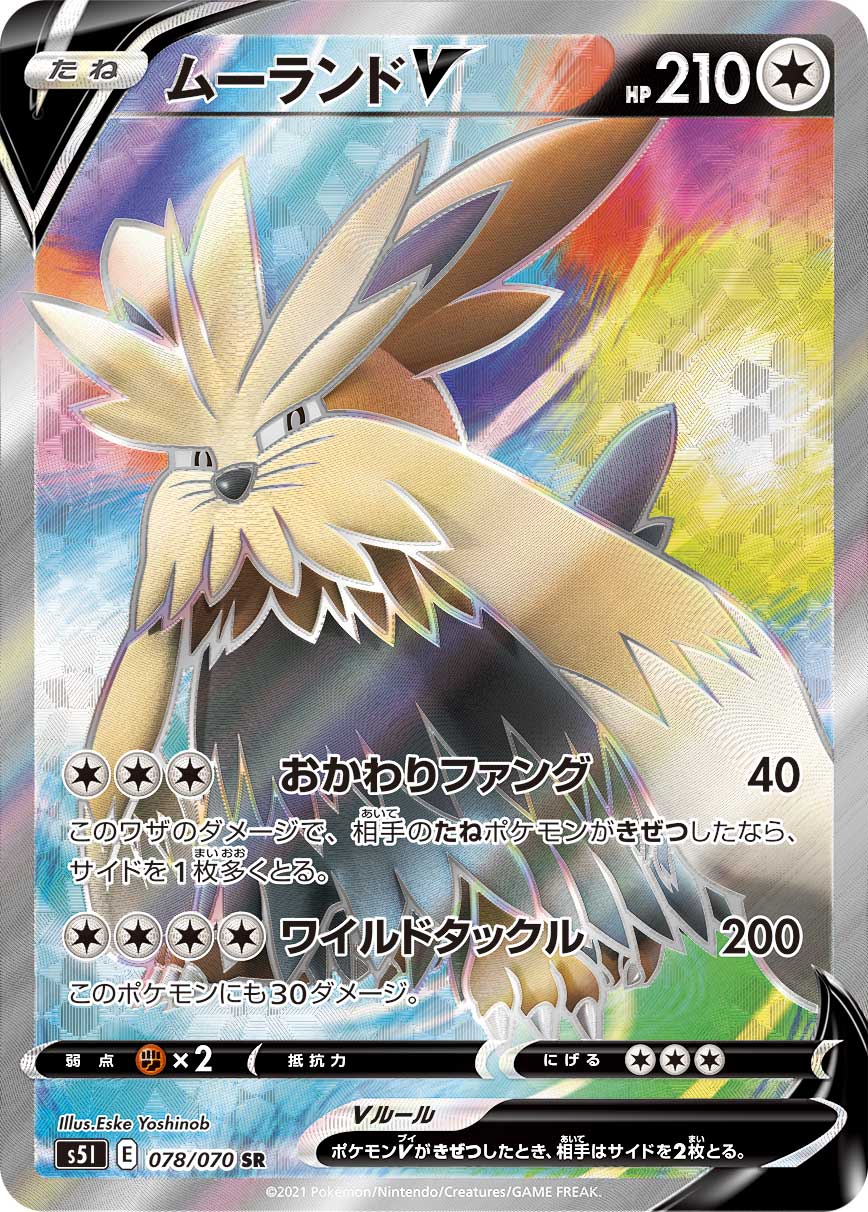 たね ムーランドV HP210
おかわりファング 40
このワザのダメージで、相手のたねポケモンがきぜつしたなら、
サイドを1枚多くとる。
ワイルドタックル 200
このポケモンにも30ダメージ。
弱点 ×2 抵抗力 にげる
Illus.Eske Yoshinob
Vルール
ポケモンVがきぜつしたとき、相手はサイドを2枚とる。
s5I E 078/070 SR
©2021 Pokémon/Nintendo/Creatures/GAME FREAK.